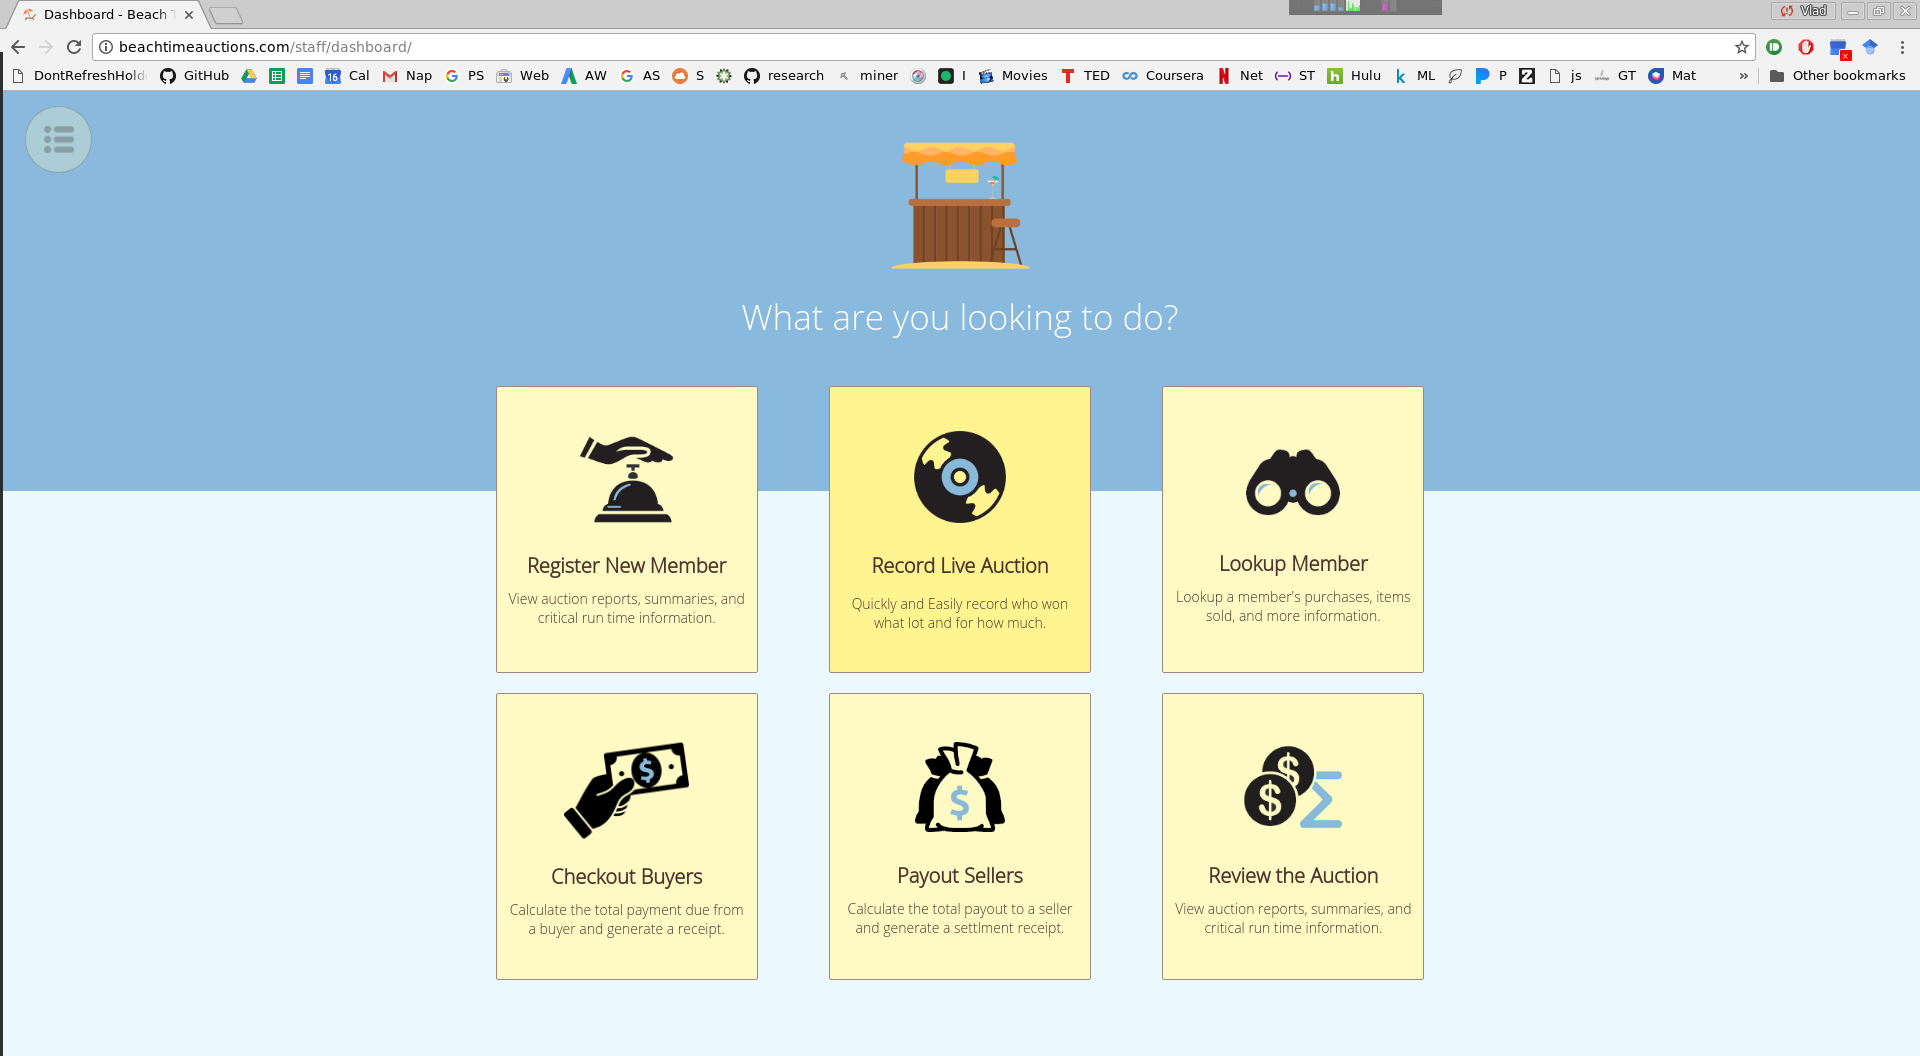 Dashboard - Beach
Vlad
beachtimeauctions.com/staff/dashboard/
DontRefreshHold GitHub 16 Cal Nap PS Web AW AS S research miner I Movies TED Coursera Net ST Hulu ML P js GT Mat » Other bookmarks
What are you looking to do?
Register New Member
View auction reports, summaries, and
critical run time information.
Record Live Auction
Quickly and Easily record who won
what lot and for how much.
Lookup Member
Lookup a member's purchases, items
sold, and more information.
Checkout Buyers
Calculate the total payment due from
a buyer and generate a receipt.
Payout Sellers
Calculate the total payout to a seller
and generate a settlment receipt.
Review the Auction
View auction reports, summaries, and
critical run time information.